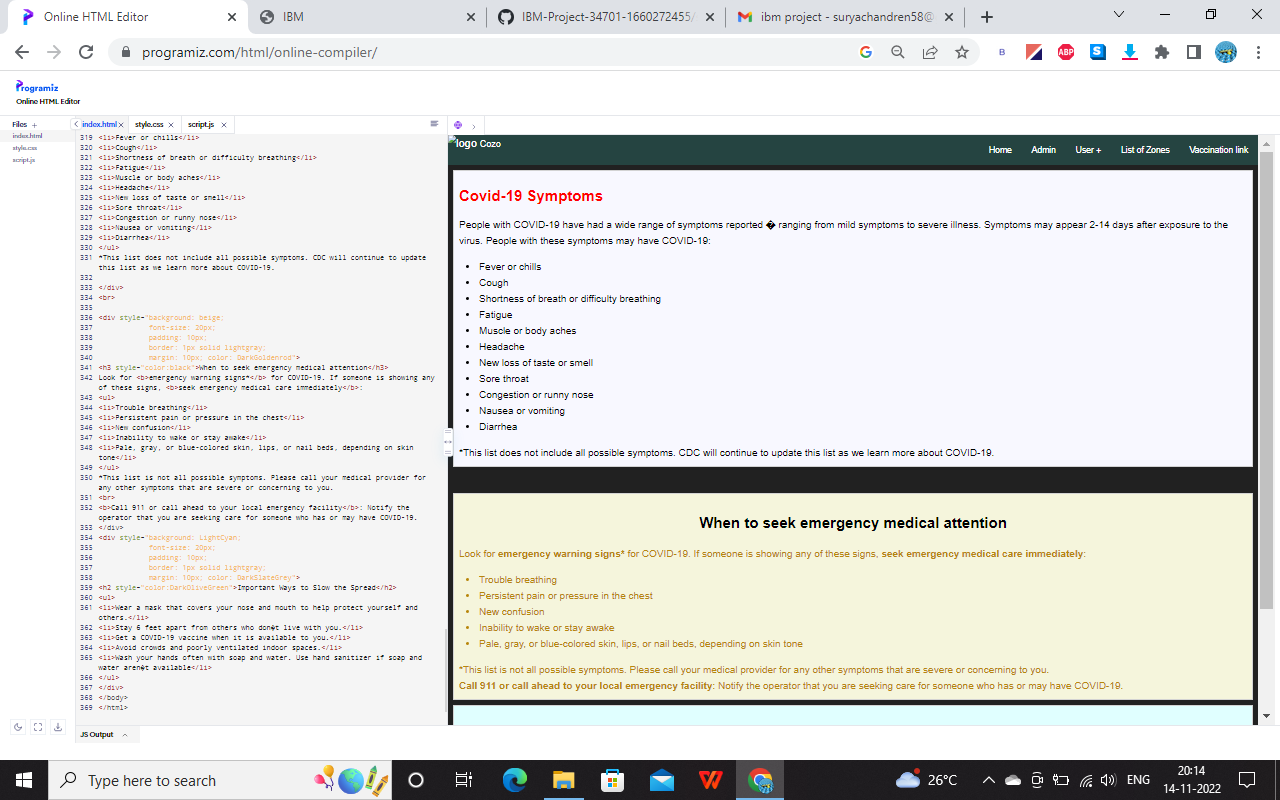 Online HTML Editor
IBM
IBM-Project-34701-1660272455/
ibm project - suryachandren58@
programiz.com/html/online-compiler/
Programiz
Online HTML Editor
Files +
index.html
style.css
script.js
index.html
style.css
script.js
319 <li>Fever or chills</li>
320 <li>Cough</li>
321 <li>Shortness of breath or difficulty breathing</li>
322 <li>Fatigue</li>
323 <li>Muscle or body aches</li>
324 <li>Headache</li>
325 <li>New loss of taste or smell</li>
326 <li>Sore throat</li>
327 <li>Congestion or runny nose</li>
328 <li>Nausea or vomiting</li>
329 <li>Diarrhea</li>
330 </ul>
331 *This list does not include all possible symptoms. CDC will continue to update
this list as we learn more about COVID-19.
332
333 </div>
334 <br>
335
336 <div style="background: beige;
337 font-size: 20px;
338 padding: 10px;
339 border: 1px solid lightgray;
340 margin: 10px; color: DarkGoldenrod">
341 <h3 style="color:black">When to seek emergency medical attention</h3>
342 Look for <b>emergency warning signs*</b> for COVID-19. If someone is showing any
of these signs, <b>seek emergency medical care immediately</b>:
343 <ul>
344 <li>Trouble breathing</li>
345 <li>Persistent pain or pressure in the chest</li>
346 <li>New confusion</li>
347 <li>Inability to wake or stay awake</li>
348 <li>Pale, gray, or blue-colored skin, lips, or nail beds, depending on skin
tone</li>
349 </ul>
350 *This list is not all possible symptoms. Please call your medical provider for
any other symptoms that are severe or concerning to you.
351 <br>
352 <b>Call 911 or call ahead to your local emergency facility</b>: Notify the
operator that you are seeking care for someone who has or may have COVID-19.
353 </div>
354 <div style="background: LightCyan;
355 font-size: 20px;
356 padding: 10px;
357 border: 1px solid lightgray;
358 margin: 10px; color: DarkSlateGrey">
359 <h2 style="color:DarkOliveGreen">Important Ways to Slow the Spread</h2>
360 <ul>
361 <li>Wear a mask that covers your nose and mouth to help protect yourself and
others.</li>
362 <li>Stay 6 feet apart from others who don�t live with you.</li>
363 <li>Get a COVID-19 vaccine when it is available to you.</li>
364 <li>Avoid crowds and poorly ventilated indoor spaces.</li>
365 <li>Wash your hands often with soap and water. Use hand sanitizer if soap and
water aren�t available</li>
366 </ul>
367 </div>
368 </body>
369 </html>
JS Output
logo Cozo
Home Admin User + List of Zones Vaccination link
Covid-19 Symptoms
People with COVID-19 have had a wide range of symptoms reported � ranging from mild symptoms to severe illness. Symptoms may appear 2-14 days after exposure to the
virus. People with these symptoms may have COVID-19:
• Fever or chills
• Cough
• Shortness of breath or difficulty breathing
• Fatigue
• Muscle or body aches
• Headache
• New loss of taste or smell
• Sore throat
• Congestion or runny nose
• Nausea or vomiting
• Diarrhea
*This list does not include all possible symptoms. CDC will continue to update this list as we learn more about COVID-19.
When to seek emergency medical attention
Look for emergency warning signs* for COVID-19. If someone is showing any of these signs, seek emergency medical care immediately:
• Trouble breathing
• Persistent pain or pressure in the chest
• New confusion
• Inability to wake or stay awake
• Pale, gray, or blue-colored skin, lips, or nail beds, depending on skin tone
*This list is not all possible symptoms. Please call your medical provider for any other symptoms that are severe or concerning to you.
Call 911 or call ahead to your local emergency facility: Notify the operator that you are seeking care for someone who has or may have COVID-19.
Type here to search
26°C
ENG
20:14
14-11-2022